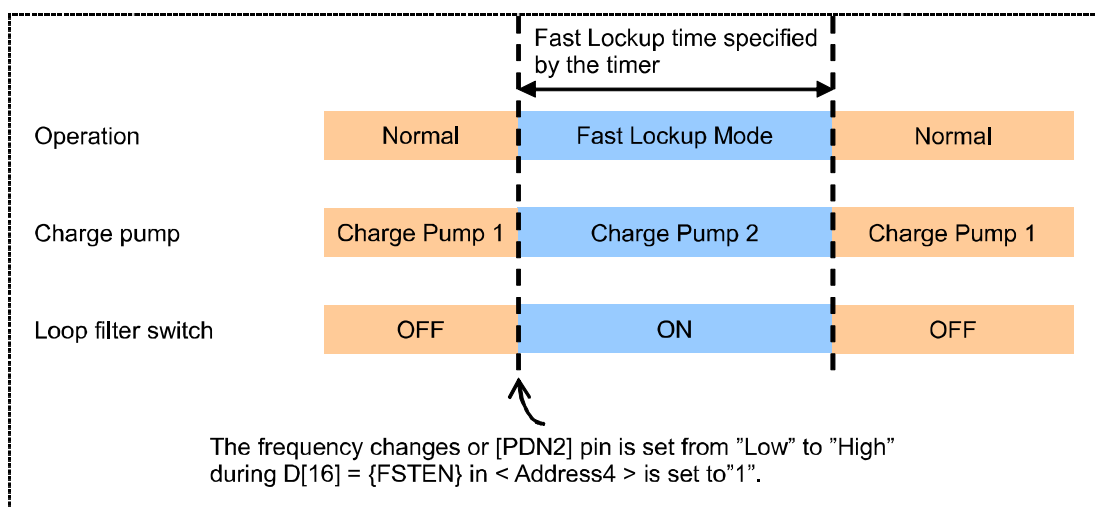 Fast Lockup time specified
by the timer
Operation
Normal
Fast Lockup Mode
Normal
Charge pump
Charge Pump 1
Charge Pump 2
Charge Pump 1
Loop filter switch
OFF
ON
OFF
The frequency changes or [PDN2] pin is set from ”Low” to ”High”
during D[16] = {FSTEN} in < Address4 > is set to”1”.